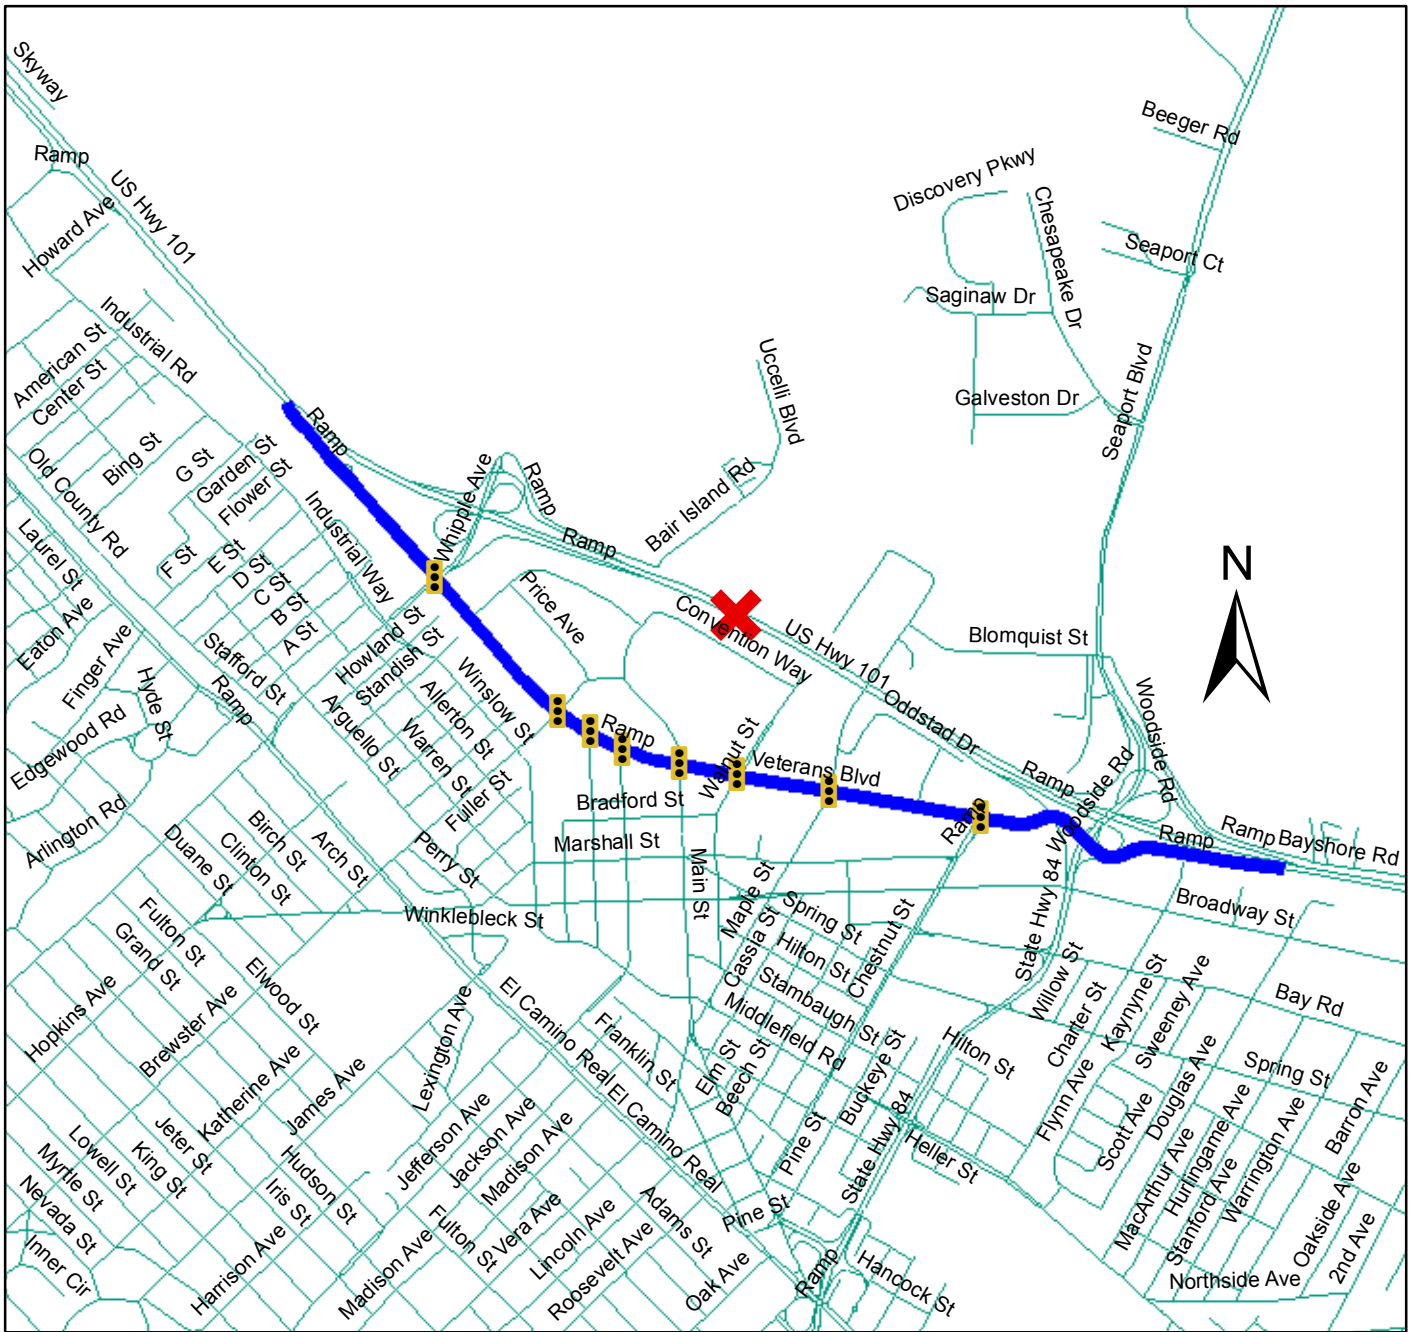 Skyway
Ramp
US Hwy 101
Howard Ave
Industrial Rd
American St
Center St
Bing St
Old County Rd
G St
Garden St
Flower St
F St
E St
D St
C St
B St
A St
Industrial Way
Laurel St
Eaton Ave
Finger Ave
Hyde St
Edgewood Rd
Arlington Rd
Stafford St
Ramp
Howland St
Standish St
Arguello St
Allerton St
Warren St
Fuller St
Winslow St
Perry St
Ramp
Whipple Ave
Ramp
Ramp
Price Ave
Bair Island Rd
Uccelli Blvd
Convention Way
US Hwy 101
Oddstad Dr
Ramp
Walnut St
Veterans Blvd
Bradford St
Marshall St
Main St
Maple St
Cassia St
Spring St
Hilton St
Stambaugh St
Middlefield Rd
Chestnut St
Ramp
Ramp
Woodside Rd
State Hwy 84
Woodside Rd
Ramp
Ramp
Bayshore Rd
Broadway St
Discovery Pkwy
Chesapeake Dr
Saginaw Dr
Galveston Dr
Beeger Rd
Seaport Ct
Seaport Blvd
Blomquist St
N
Birch St
Arch St
Duane St
Clinton St
Fulton St
Grand St
Winklebleck St
Hopkins Ave
Brewster Ave
Elwood St
Katherine Ave
James Ave
Lexington Ave
El Camino Real
El Camino Real
Franklin St
Elm St
Beech St
Buckeye St
Pine St
State Hwy 84
Hilton St
Heller St
Willow St
Charter St
Kaynyne St
Sweeney Ave
Flynn Ave
Scott Ave
Douglas Ave
Bay Rd
Spring St
MacArthur Ave
Hurlingame Ave
Stanford Ave
Warrington Ave
Barron Ave
Oakside Ave
2nd Ave
Northside Ave
Jeter St
Lowell St
King St
Myrtle St
Nevada St
Inner Cir
Hudson St
Iris St
Harrison Ave
Jefferson Ave
Jackson Ave
Madison Ave
Madison Ave
Fulton St
Vera Ave
Lincoln Ave
Roosevelt Ave
Adams St
Oak Ave
Pine St
Ramp
Hancock St